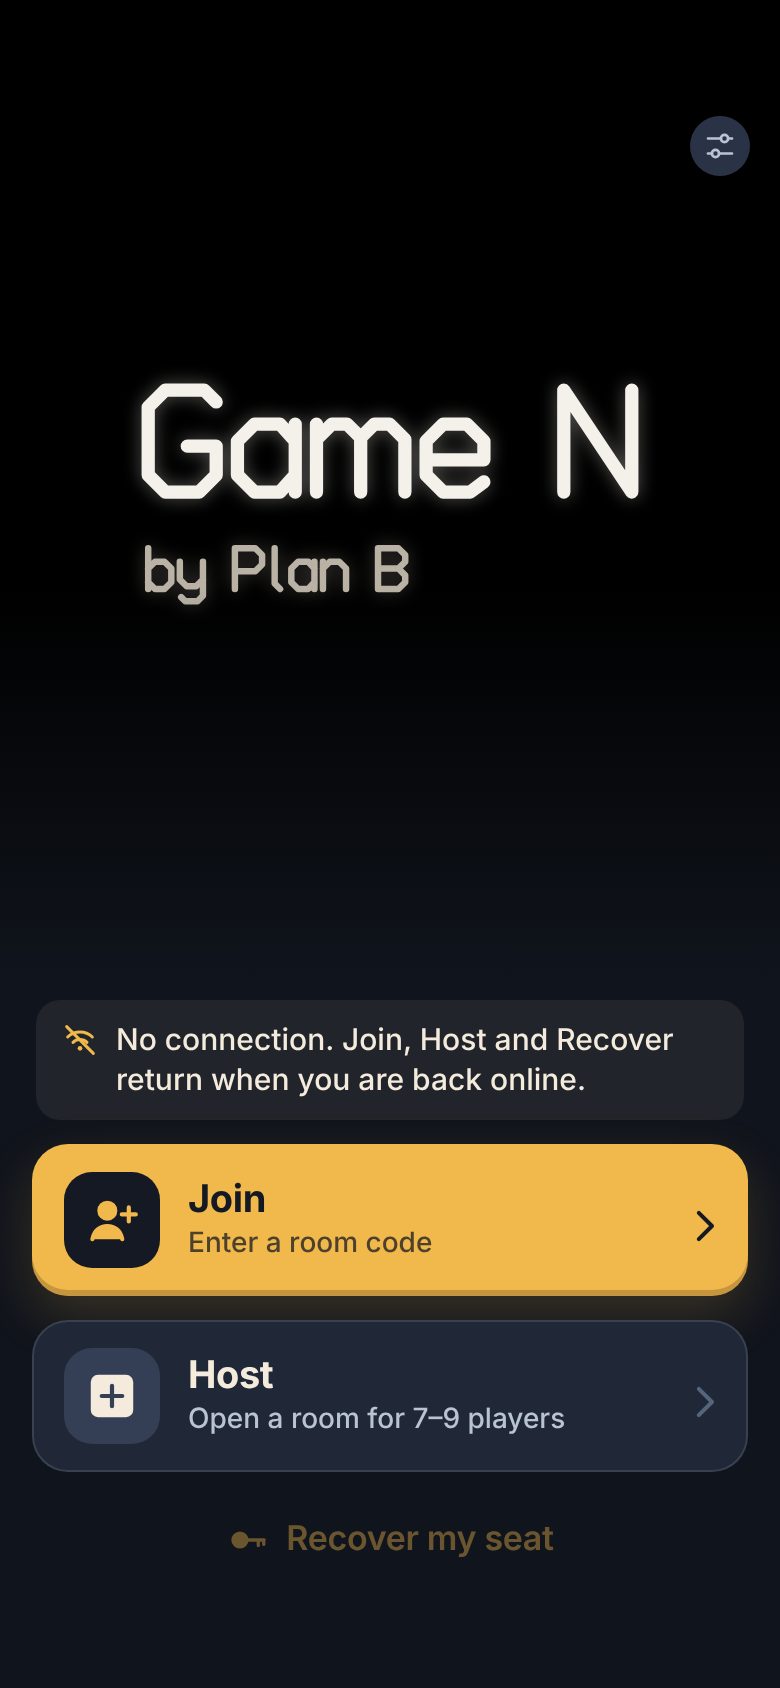 Game N
by Plan B
No connection. Join, Host and Recover
return when you are back online.
Join
Enter a room code
Host
Open a room for 7–9 players
Recover my seat